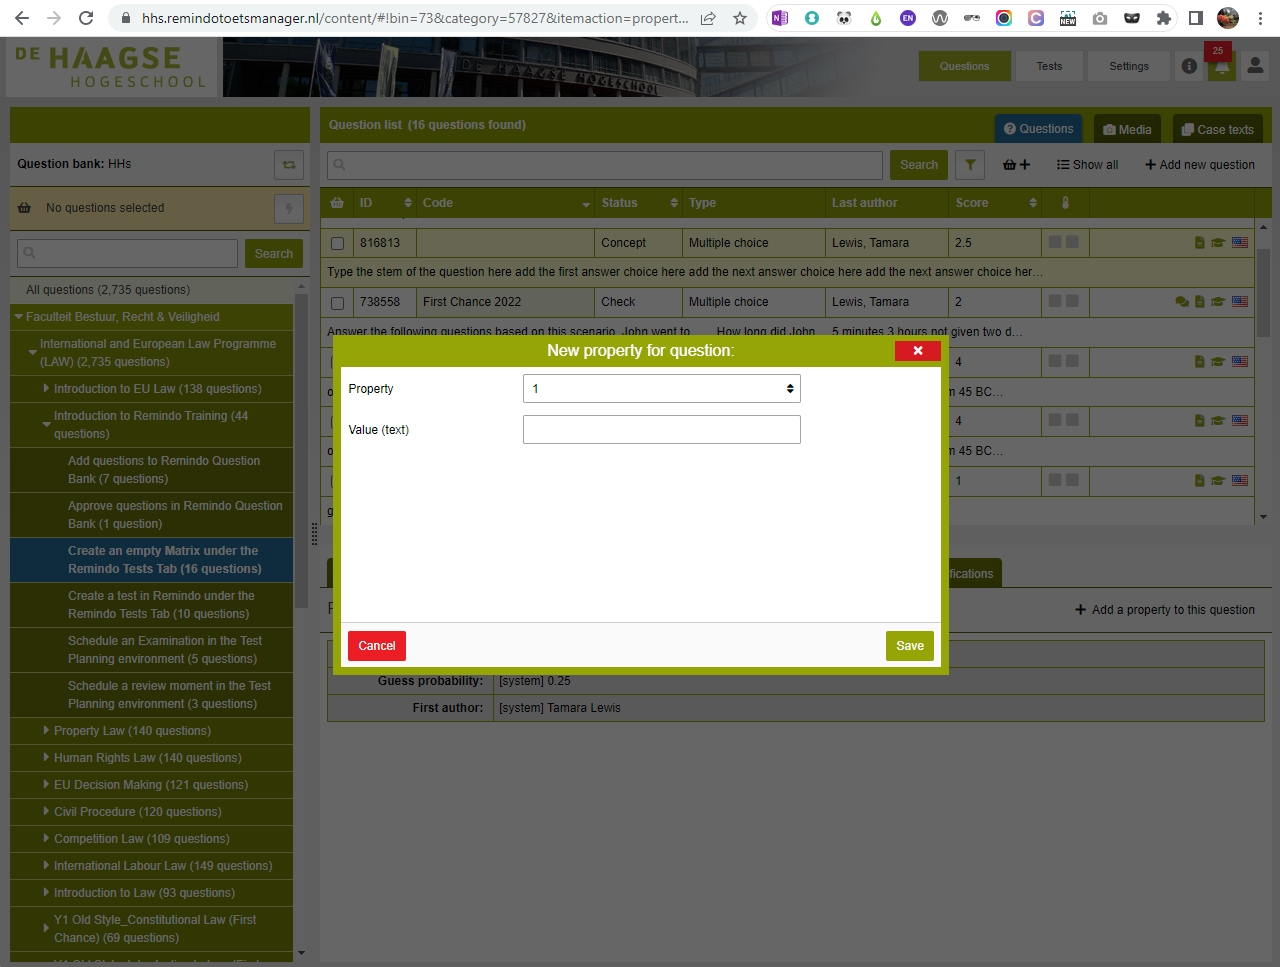 hhs.remindotoetsmanager.nl/content/#!bin=73&category=57827&itemaction=propert...
DE HAAGSE
HOGESCHOOL
DE HAAGSE HOGESCHOOL
Questions
Tests
Settings
25
Question bank: HHs
No questions selected
Search
All questions (2,735 questions)
Faculteit Bestuur, Recht & Veiligheid
International and European Law Programme
(LAW) (2,735 questions)
Introduction to EU Law (138 questions)
Introduction to Remindo Training (44
questions)
Add questions to Remindo Question
Bank (7 questions)
Approve questions in Remindo Question
Bank (1 question)
Create an empty Matrix under the
Remindo Tests Tab (16 questions)
Create a test in Remindo under the
Remindo Tests Tab (10 questions)
Schedule an Examination in the Test
Planning environment (5 questions)
Schedule a review moment in the Test
Planning environment (3 questions)
Property Law (140 questions)
Human Rights Law (140 questions)
EU Decision Making (121 questions)
Civil Procedure (120 questions)
Competition Law (109 questions)
International Labour Law (149 questions)
Introduction to Law (93 questions)
Y1 Old Style_Constitutional Law (First
Chance) (69 questions)
Question list (16 questions found)
Questions
Media
Case texts
Search
Show all
Add new question
ID Code Status Type Last author Score
816813 Concept Multiple choice Lewis, Tamara 2.5
Type the stem of the question here add the first answer choice here add the next answer choice here add the next answer choice her...
738558 First Chance 2022 Check Multiple choice Lewis, Tamara 2
Answer the following questions based on this scenario. John went to How long did John 5 minutes 3 hours not given two d...
4
m 45 BC...
4
m 45 BC...
1
New property for question:
Property 1
Value (text)
Cancel
Save
fications
Add a property to this question
Guess probability: [system] 0.25
First author: [system] Tamara Lewis